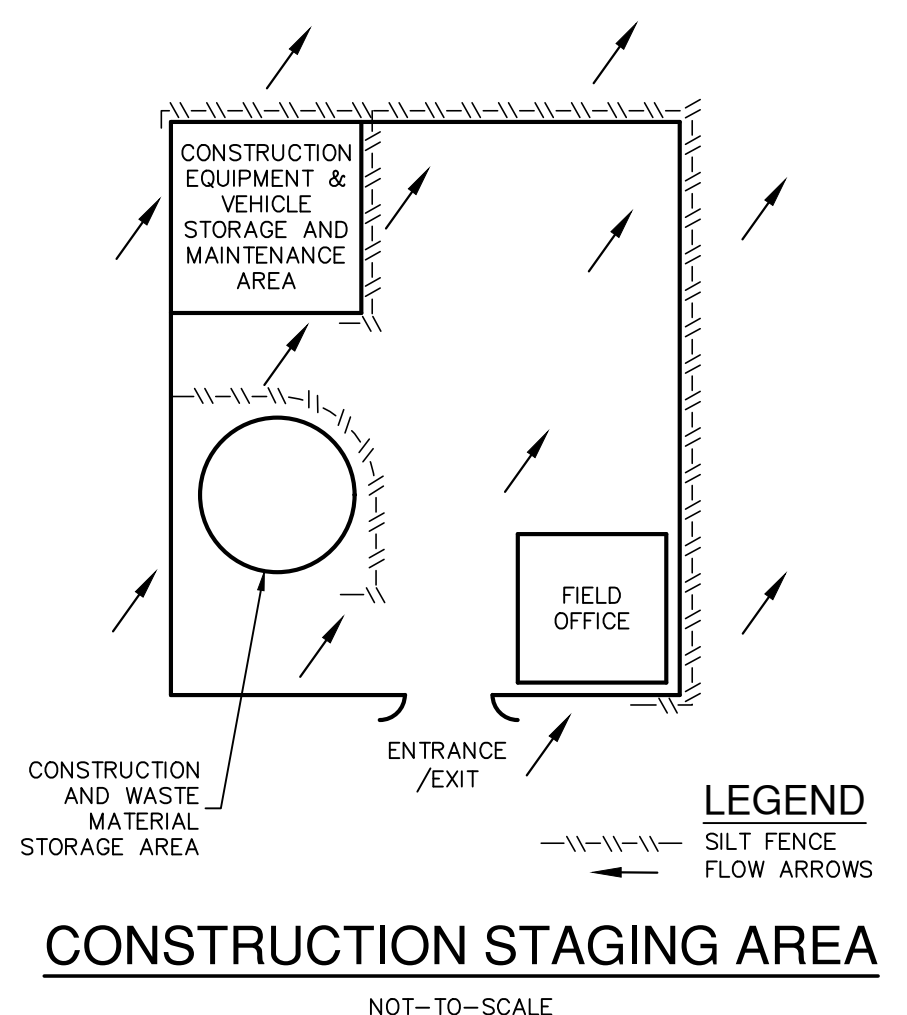 CONSTRUCTION
EQUIPMENT &
VEHICLE
STORAGE AND
MAINTENANCE
AREA
FIELD
OFFICE
ENTRANCE
/EXIT
CONSTRUCTION
AND WASTE
MATERIAL
STORAGE AREA
LEGEND
SILT FENCE
FLOW ARROWS
CONSTRUCTION STAGING AREA
NOT-TO-SCALE